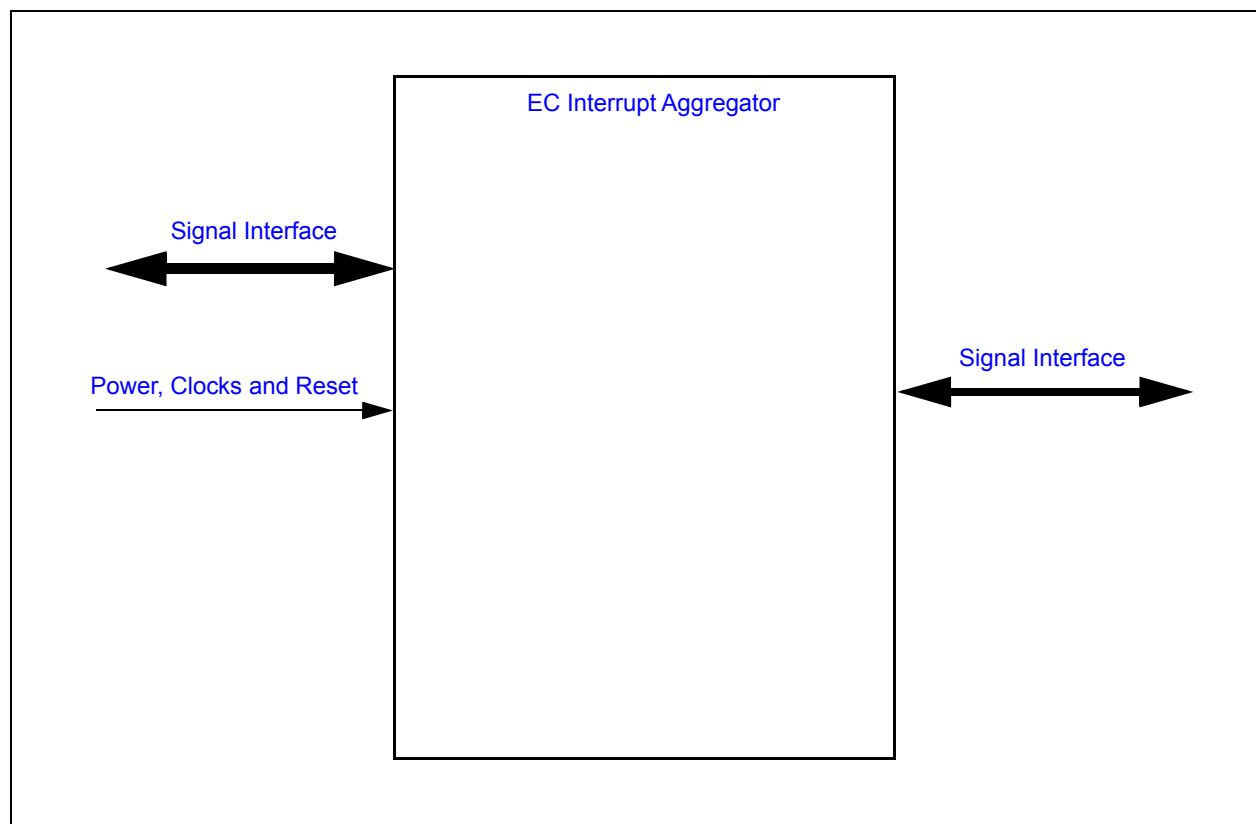 EC Interrupt Aggregator
Signal Interface
Signal Interface
Power, Clocks and Reset